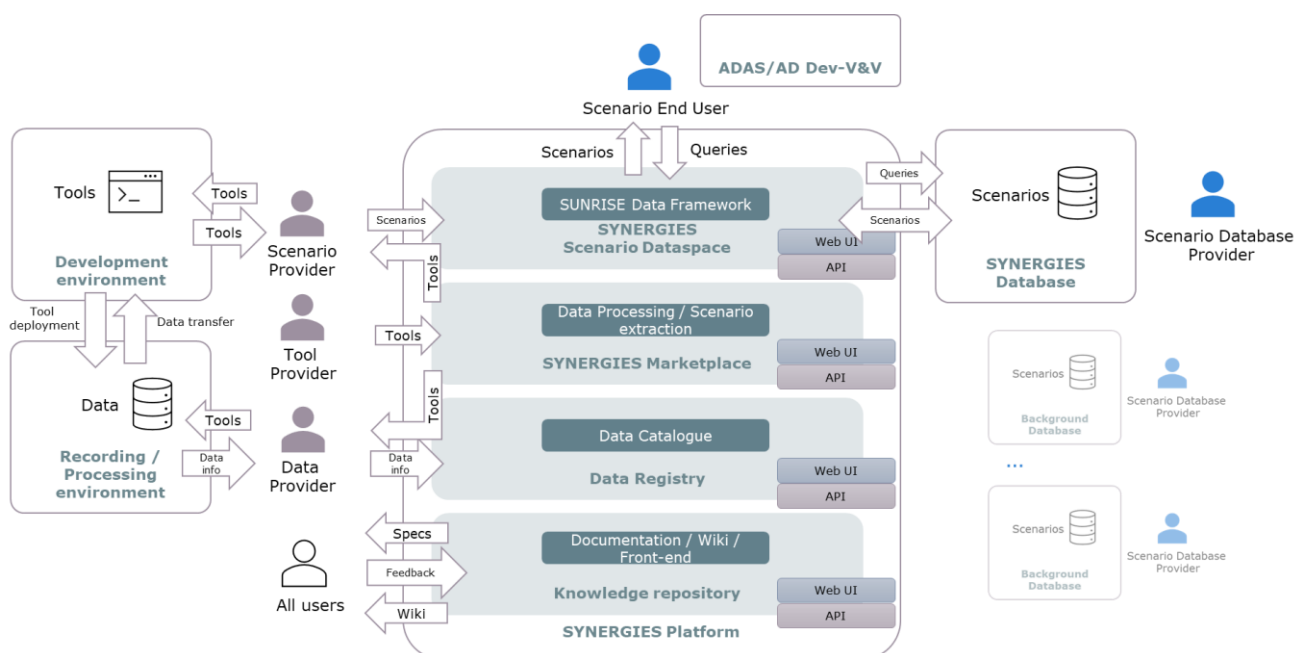 ADAS/AD Dev-V&V
Scenario End User
Scenarios
Queries
Tools
Tools
Tools
Development
environment
Scenario
Provider
Tool
deployment
Data transfer
Tool
Provider
Data
Tools
Data
info
Recording /
Processing
environment
Data
Provider
All users
Scenarios
Tools
Tools
Tools
Data
info
Specs
Feedback
Wiki
SUNRISE Data Framework
SYNERGIES
Scenario Dataspace
Web UI
API
Data Processing / Scenario
extraction
SYNERGIES Marketplace
Web UI
API
Data Catalogue
Data Registry
Web UI
API
Documentation / Wiki /
Front-end
Knowledge repository
Web UI
API
SYNERGIES Platform
Queries
Scenarios
Scenarios
SYNERGIES
Database
Scenario Database
Provider
Scenarios
Background
Database
Scenario Database
Provider
...
Scenarios
Background
Database
Scenario Database
Provider